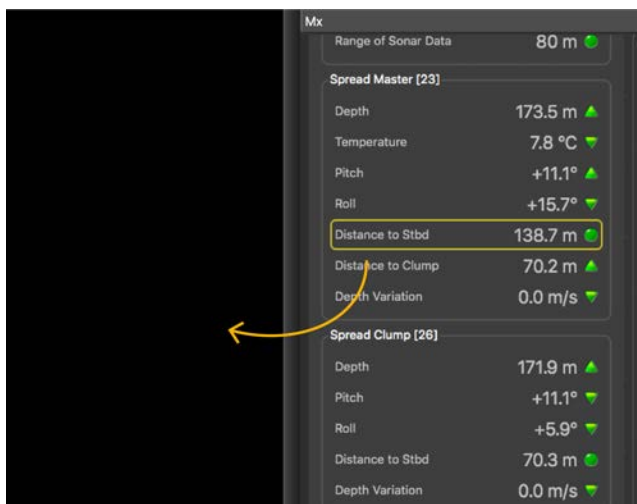 Mx
Range of Sonar Data 80 m
Spread Master [23]
Depth 173.5 m
Temperature 7.8 °C
Pitch +11.1°
Roll +15.7°
Distance to Stbd 138.7 m
Distance to Clump 70.2 m
Depth Variation 0.0 m/s
Spread Clump [26]
Depth 171.9 m
Pitch +11.1°
Roll +5.9°
Distance to Stbd 70.3 m
Depth Variation 0.0 m/s